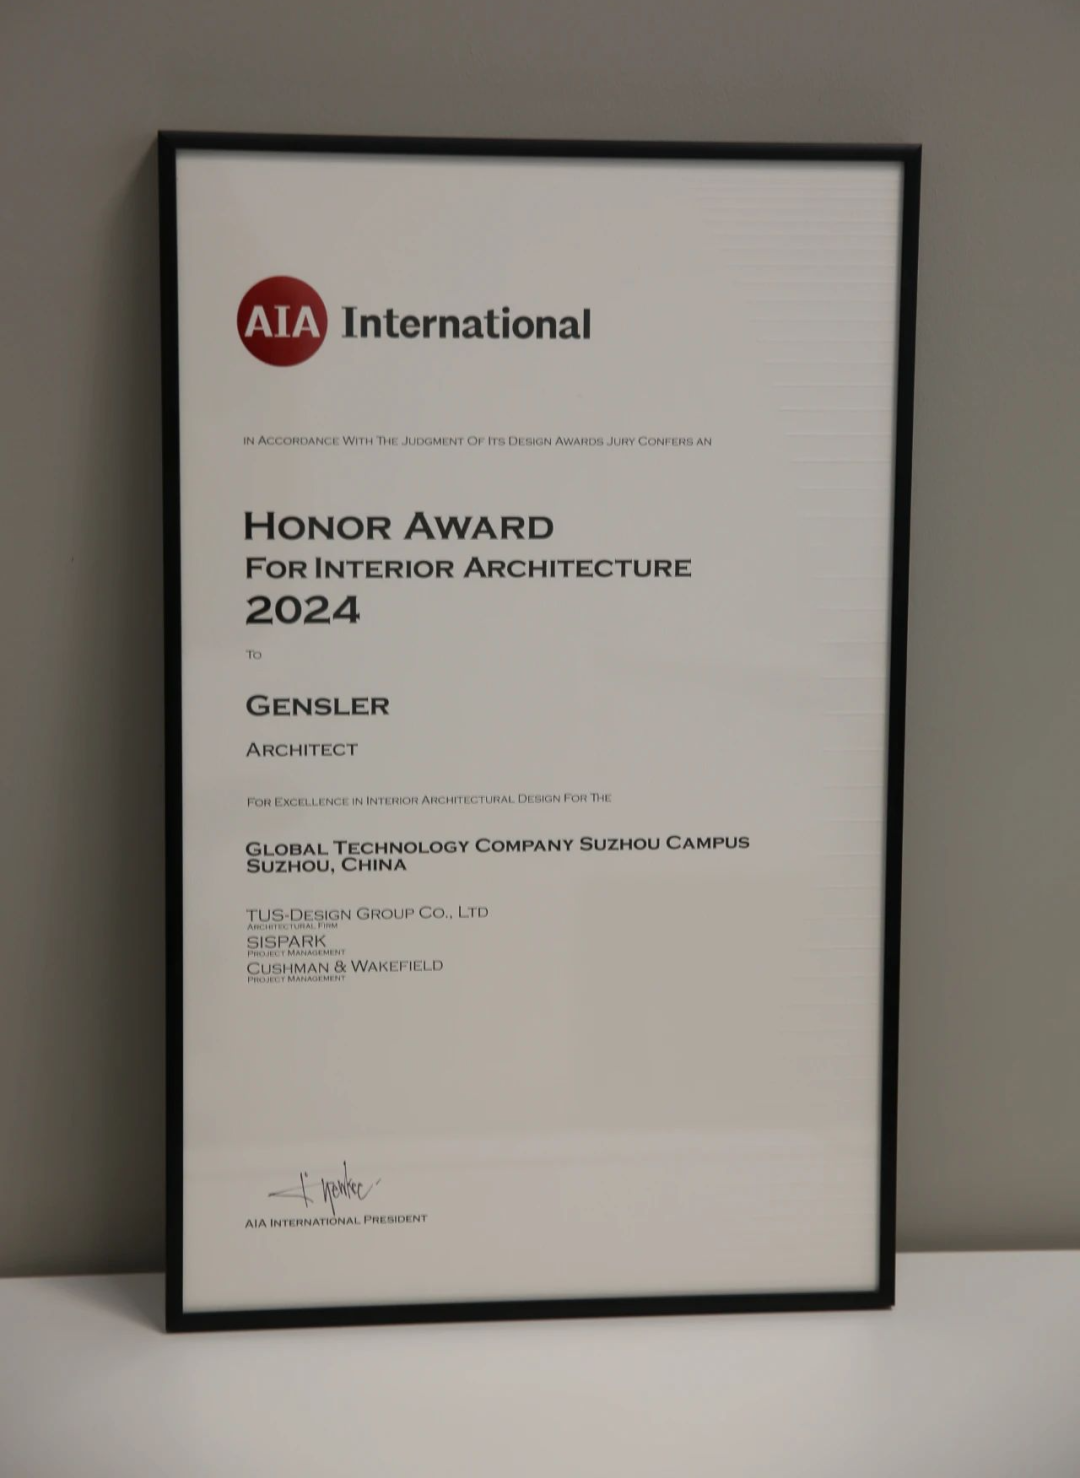 AIA International
IN ACCORDANCE WITH THE JUDGMENT OF ITS DESIGN AWARDS JURY CONFERS AN
HONOR AWARD
FOR INTERIOR ARCHITECTURE
2024
TO
GENSLER
ARCHITECT
FOR EXCELLENCE IN INTERIOR ARCHITECTURAL DESIGN FOR THE
GLOBAL TECHNOLOGY COMPANY SUZHOU CAMPUS
SUZHOU, CHINA
TUS-DESIGN GROUP CO., LTD
ARCHITECTURAL FIRM
SISPARK
PROJECT MANAGEMENT
CUSHMAN & WAKEFIELD
PROJECT MANAGEMENT
AIA INTERNATIONAL PRESIDENT